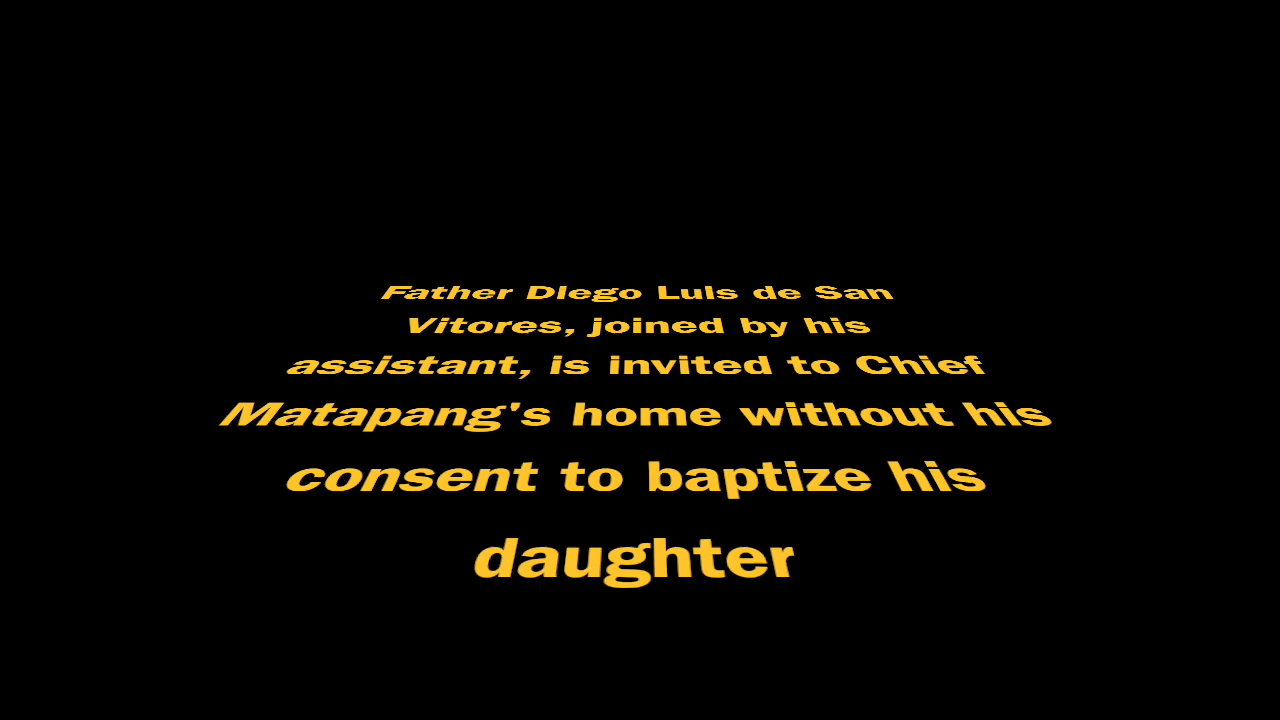 Father DIego LuIs de San
Vitores, joined by his
assistant, is invited to Chief
Matapang's home without his
consent to baptize his
daughter